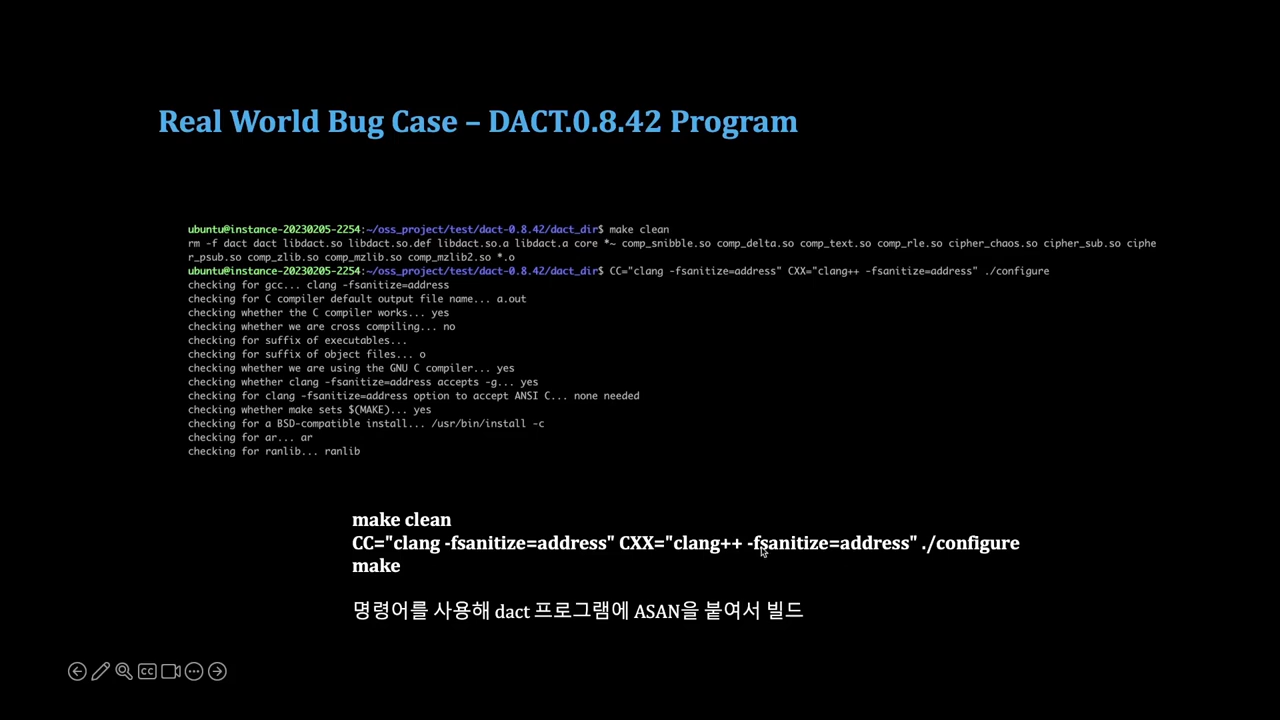 Real World Bug Case – DACT.0.8.42 Program
ubuntu@instance-20230205-2254:~/oss_project/test/dact-0.8.42/dact_dir$ make clean
rm -f dact dact libdact.so libdact.so.def libdact.so.a libdact.a core *~ comp_snibble.so comp_delta.so comp_text.so comp_rle.so cipher_chaos.so cipher_sub.so ciphe
r_psub.so comp_zlib.so comp_mzlib.so comp_mzlib2.so *.o
ubuntu@instance-20230205-2254:~/oss_project/test/dact-0.8.42/dact_dir$ CC="clang -fsanitize=address" CXX="clang++ -fsanitize=address" ./configure
checking for gcc... clang -fsanitize=address
checking for C compiler default output file name... a.out
checking whether the C compiler works... yes
checking whether we are cross compiling... no
checking for suffix of executables...
checking for suffix of object files... o
checking whether we are using the GNU C compiler... yes
checking whether clang -fsanitize=address accepts -g... yes
checking for clang -fsanitize=address option to accept ANSI C... none needed
checking whether make sets $(MAKE)... yes
checking for a BSD-compatible install... /usr/bin/install -c
checking for ar... ar
checking for ranlib... ranlib
make clean
CC="clang -fsanitize=address" CXX="clang++ -fsanitize=address" ./configure
make
명령어를 사용해 dact 프로그램에 ASAN을 붙여서 빌드
CC